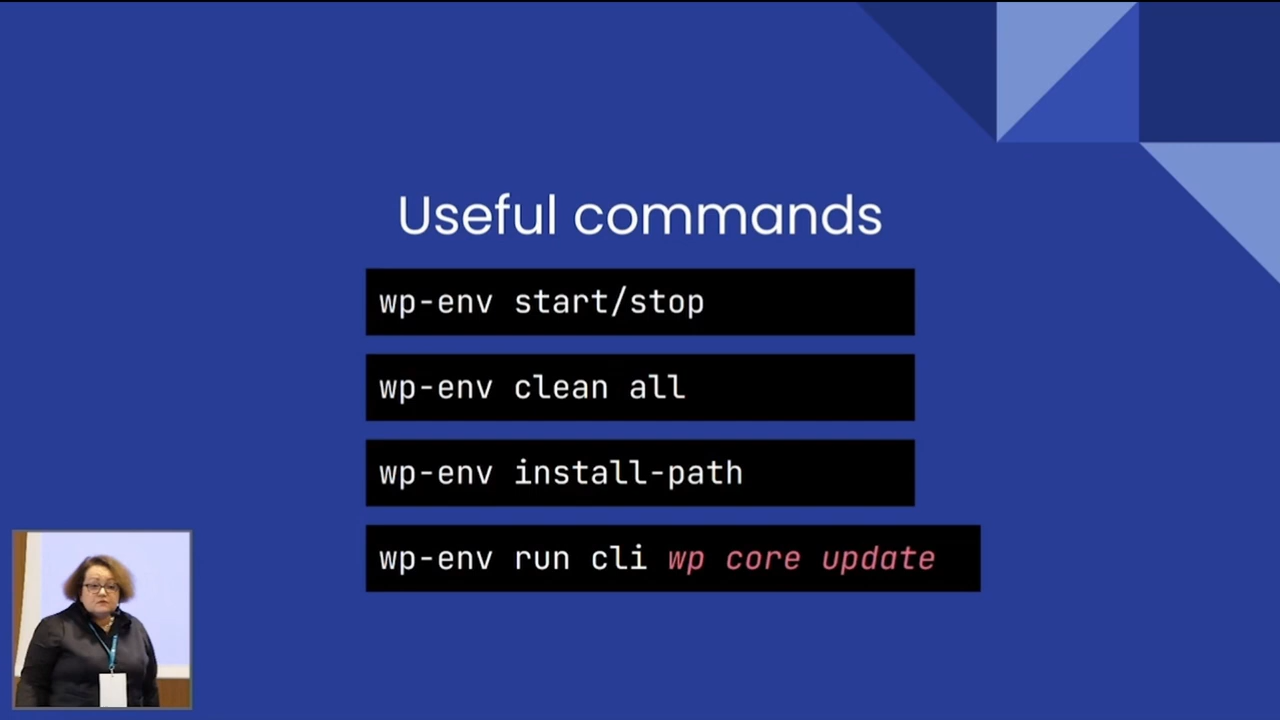 Useful commands
wp-env start/stop
wp-env clean all
wp-env install-path
wp-env run cli wp core update